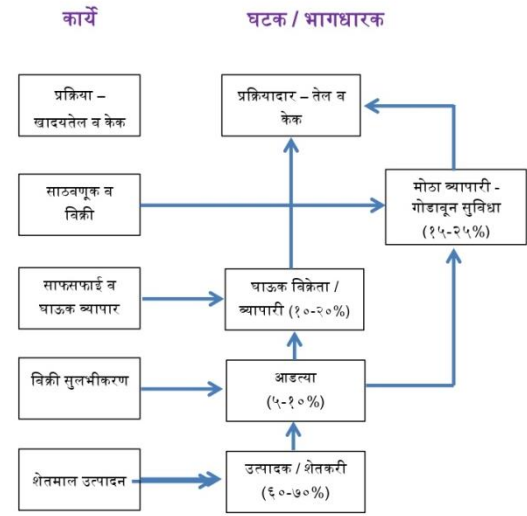 कार्ये
घटक / भागधारक
प्रक्रिया –
खादयतेल व केक
प्रक्रियादार – तेल व
केक
साठवणूक व
विक्री
मोठा ब्यापारी -
गोडावून सुविधा
(१५-२५%)
साफसफाई व
घाऊक ब्यापार
घाऊक विक्रेता /
ब्यापारी (१०-२०%)
विक्री सुलभीकरण
आडत्या
(५-१०%)
शेतमाल उत्पादन
उत्पादक / शेतकरी
(६०-७०%)